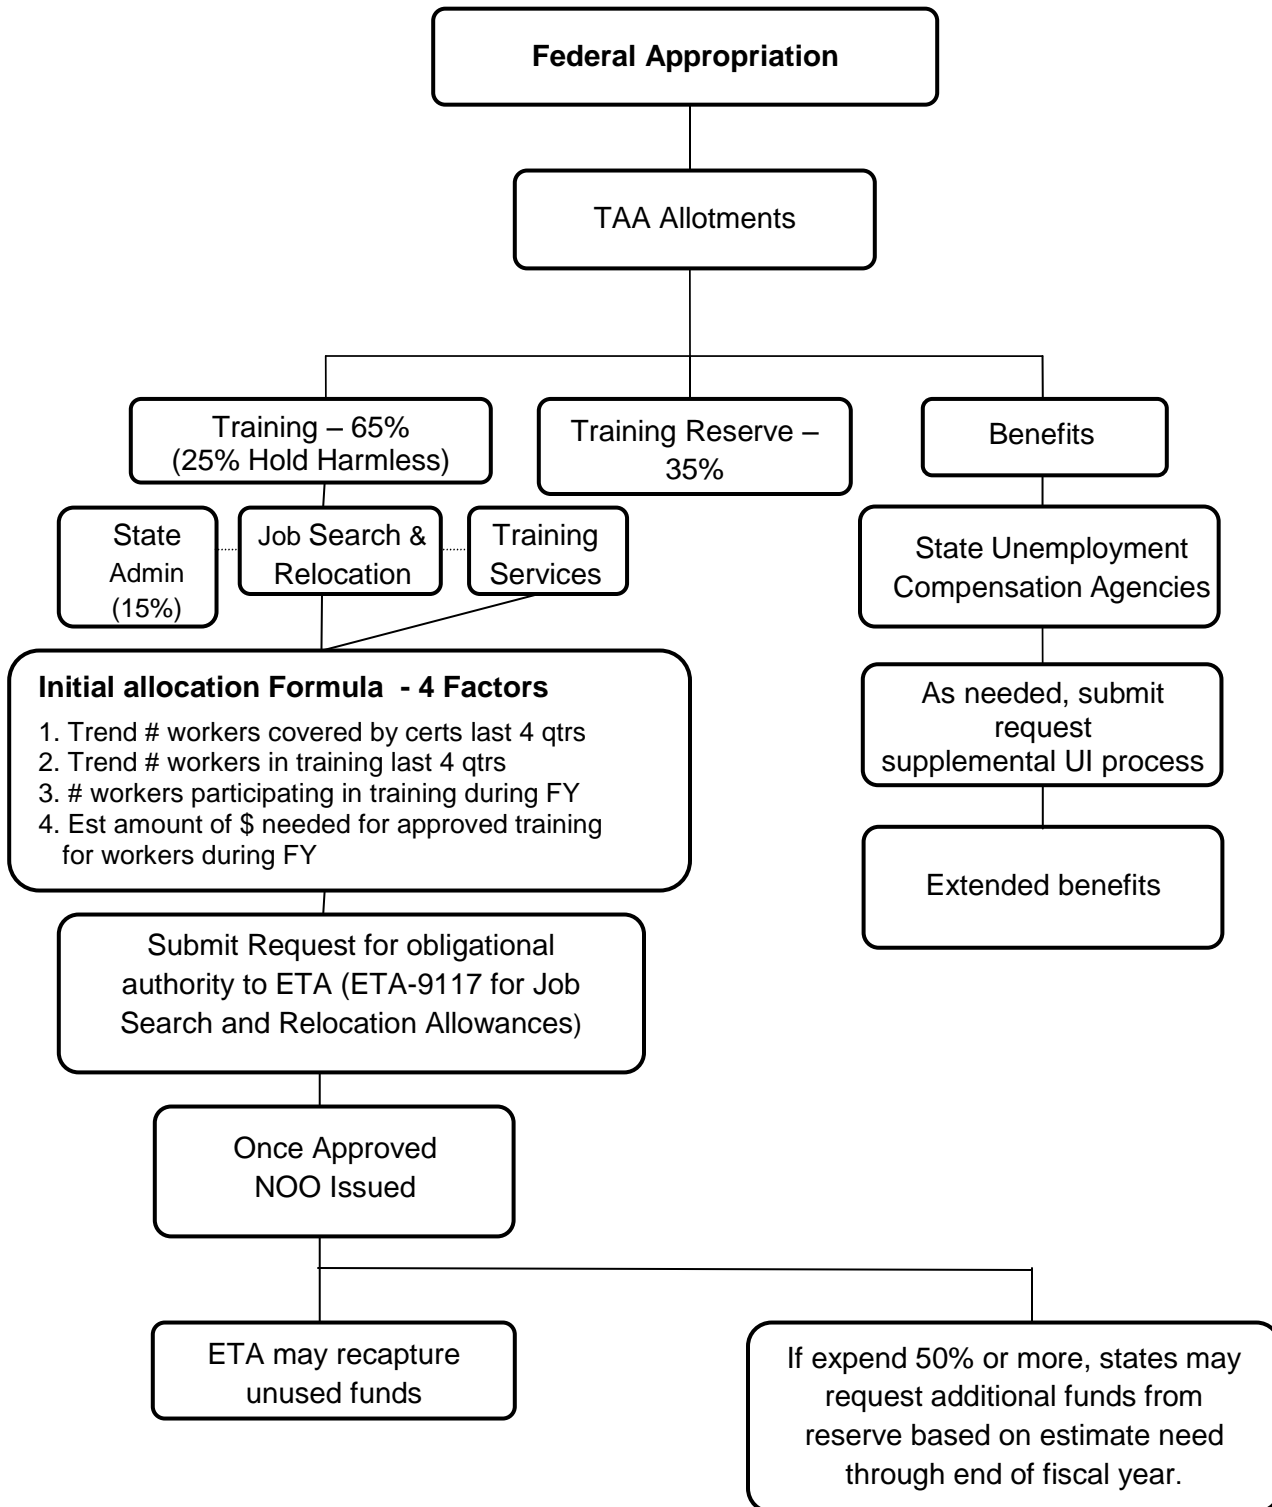 Federal Appropriation
TAA Allotments
Training – 65%
(25% Hold Harmless)
Training Reserve –
35%
Benefits
State
Admin
(15%)
Job Search &
Relocation
Training
Services
State Unemployment
Compensation Agencies
Initial allocation Formula  - 4 Factors
1. Trend # workers covered by certs last 4 qtrs
2. Trend # workers in training last 4 qtrs
3. # workers participating in training during FY
4. Est amount of $ needed for approved training
for workers during FY
As needed, submit
request
supplemental UI process
Extended benefits
Submit Request for obligational
authority to ETA (ETA-9117 for Job
Search and Relocation Allowances)
Once Approved
NOO Issued
ETA may recapture
unused funds
If expend 50% or more, states may
request additional funds from
reserve based on estimate need
through end of fiscal year.